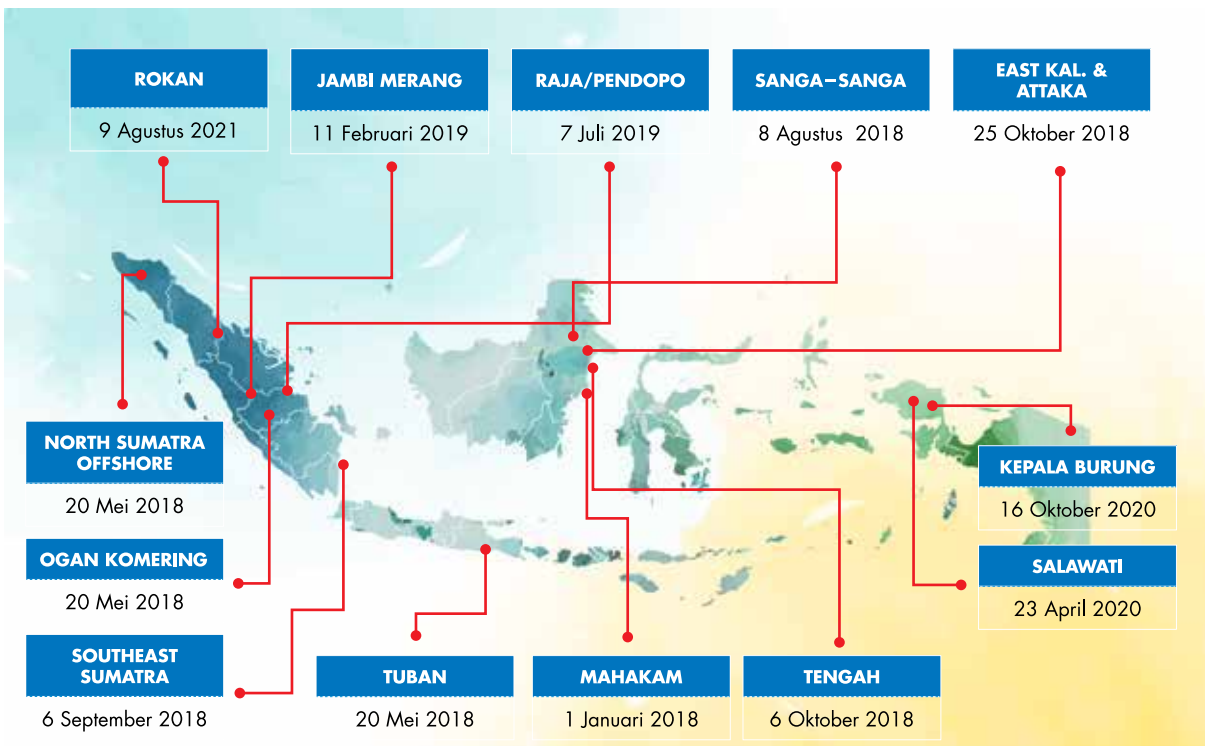 ROKAN
9 Agustus 2021
JAMBI MERANG
11 Februari 2019
RAJA/PENDOPO
7 Juli 2019
SANGA–SANGA
8 Agustus 2018
EAST KAL. &
ATTAKA
25 Oktober 2018
NORTH SUMATRA
OFFSHORE
20 Mei 2018
OGAN KOMERING
20 Mei 2018
SOUTHEAST
SUMATRA
6 September 2018
TUBAN
20 Mei 2018
MAHAKAM
1 Januari 2018
TENGAH
6 Oktober 2018
KEPALA BURUNG
16 Oktober 2020
SALAWATI
23 April 2020